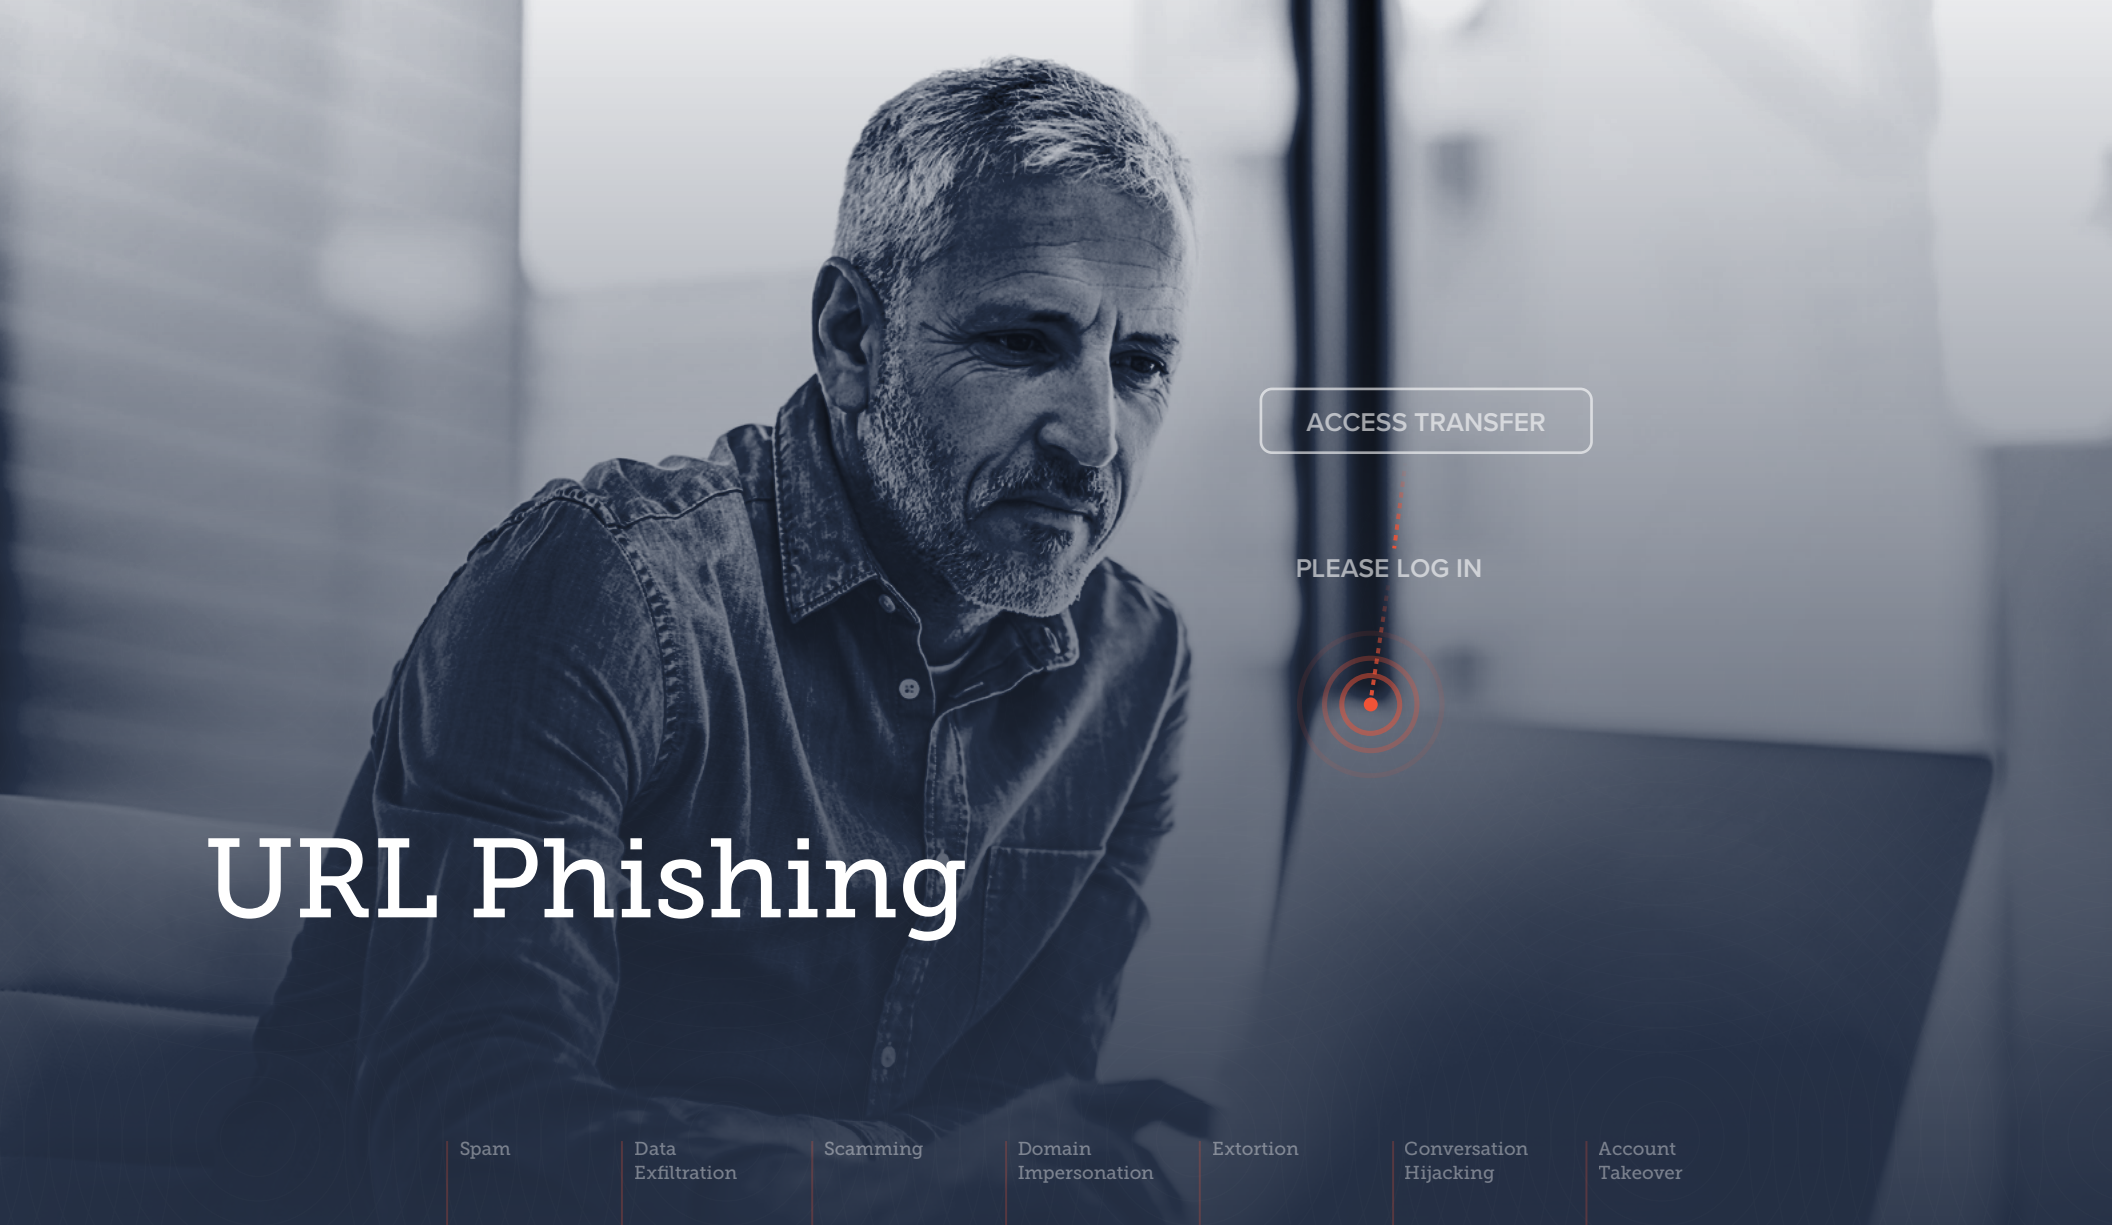 ACCESS TRANSFER
PLEASE LOG IN
URL Phishing
Spam
Data
Exfiltration
Scamming
Domain
Impersonation
Extortion
Conversation
Hijacking
Account
Takeover